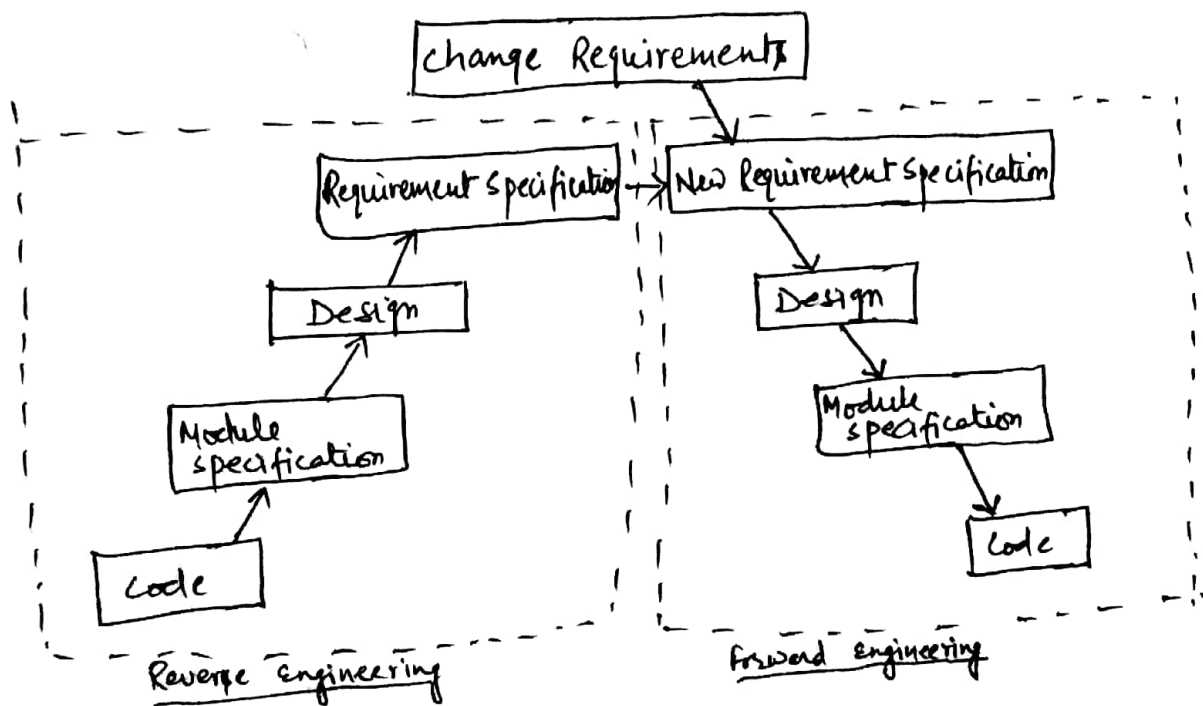 Change Requirements
Requirement Specification
New Requirement Specification
Design
Design
Module
specification
Module
specification
Code
Code
Reverse Engineering
Forward Engineering